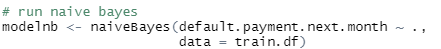 # run naive bayes
modelnb <- naiveBayes(default.payment.next.month ~ .,
data = train.df)